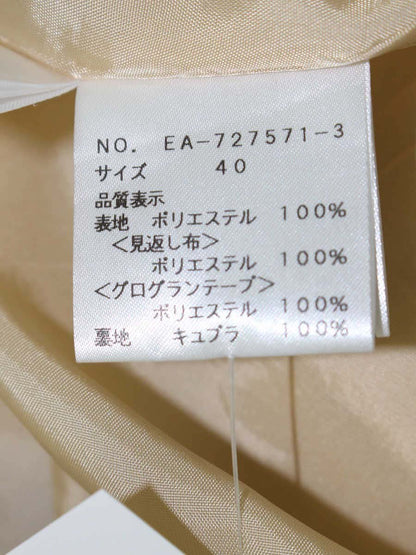 NO. EA-727571-3
サイズ 40
品質表示
表地 ポリエステル 100%
<見返し布>
ポリエステル 100%
<グログランテープ>
ポリエステル 100%
裏地 キュプラ 100%